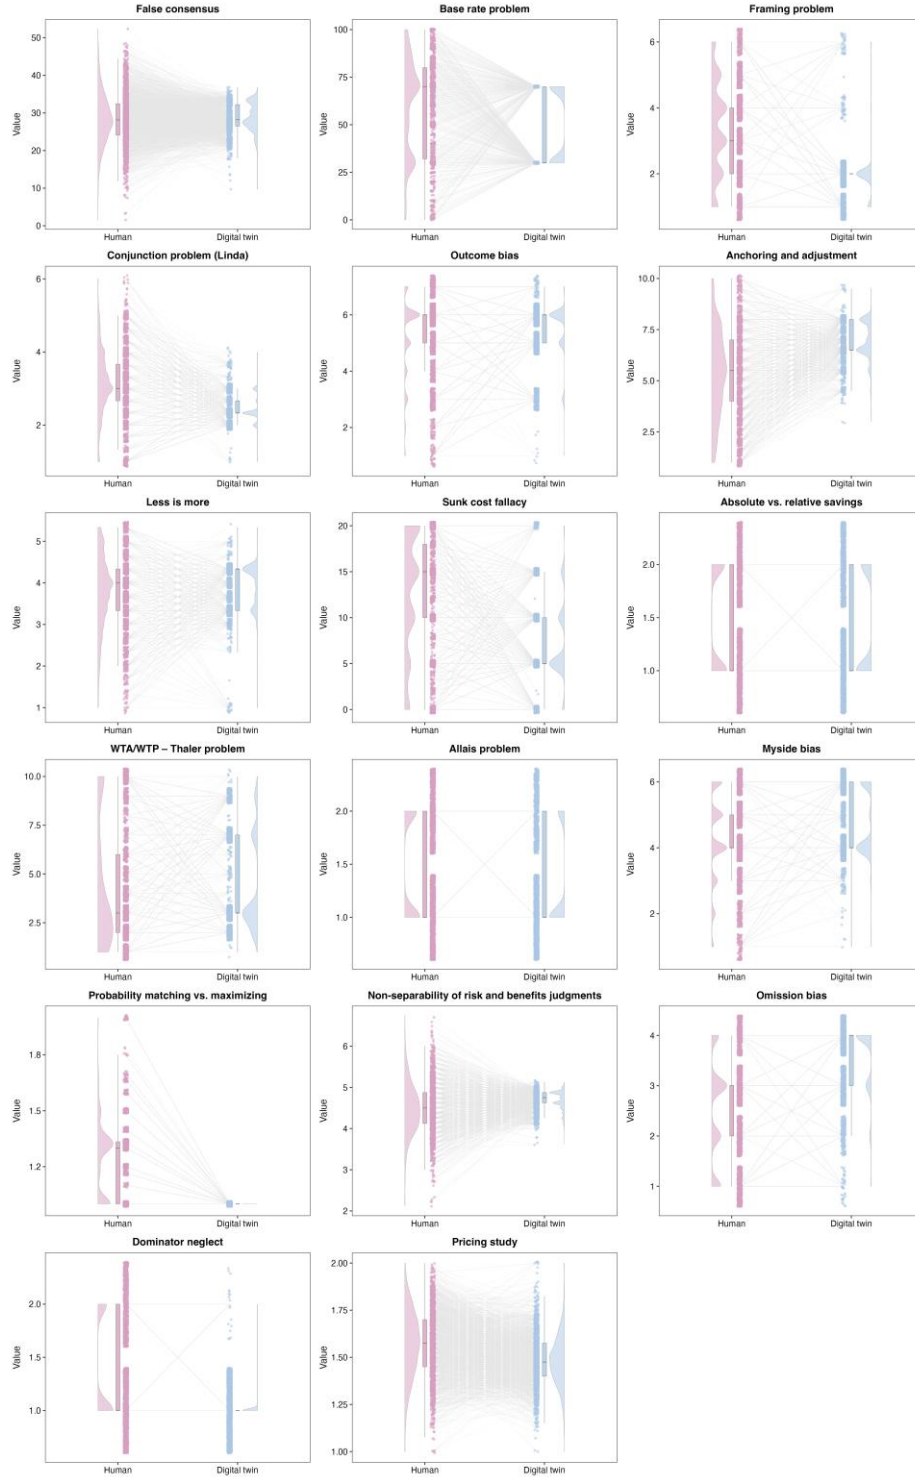 False consensus
Base rate problem
Framing problem
Value
50
40
30
20
10
0
Human
Digital twin
Value
100
75
50
25
0
Human
Digital twin
Value
6
4
2
Human
Digital twin
Conjunction problem (Linda)
Outcome bias
Anchoring and adjustment
Value
6
4
2
Human
Digital twin
Value
6
4
2
Human
Digital twin
Value
10.0
7.5
5.0
2.5
Human
Digital twin
Less is more
Sunk cost fallacy
Absolute vs. relative savings
Value
5
4
3
2
1
Human
Digital twin
Value
20
15
10
5
0
Human
Digital twin
Value
2.0
1.5
1.0
Human
Digital twin
WTA/WTP – Thaler problem
Allais problem
Myside bias
Value
10.0
7.5
5.0
2.5
Human
Digital twin
Value
2.0
1.5
1.0
Human
Digital twin
Value
6
4
2
Human
Digital twin
Probability matching vs. maximizing
Non-separability of risk and benefits judgments
Omission bias
Value
1.8
1.5
1.2
Human
Digital twin
Value
6
5
4
3
2
Human
Digital twin
Value
4
3
2
1
Human
Digital twin
Dominator neglect
Pricing study
Value
2.0
1.5
1.0
Human
Digital twin
Value
2.00
1.75
1.50
1.25
1.00
Human
Digital twin